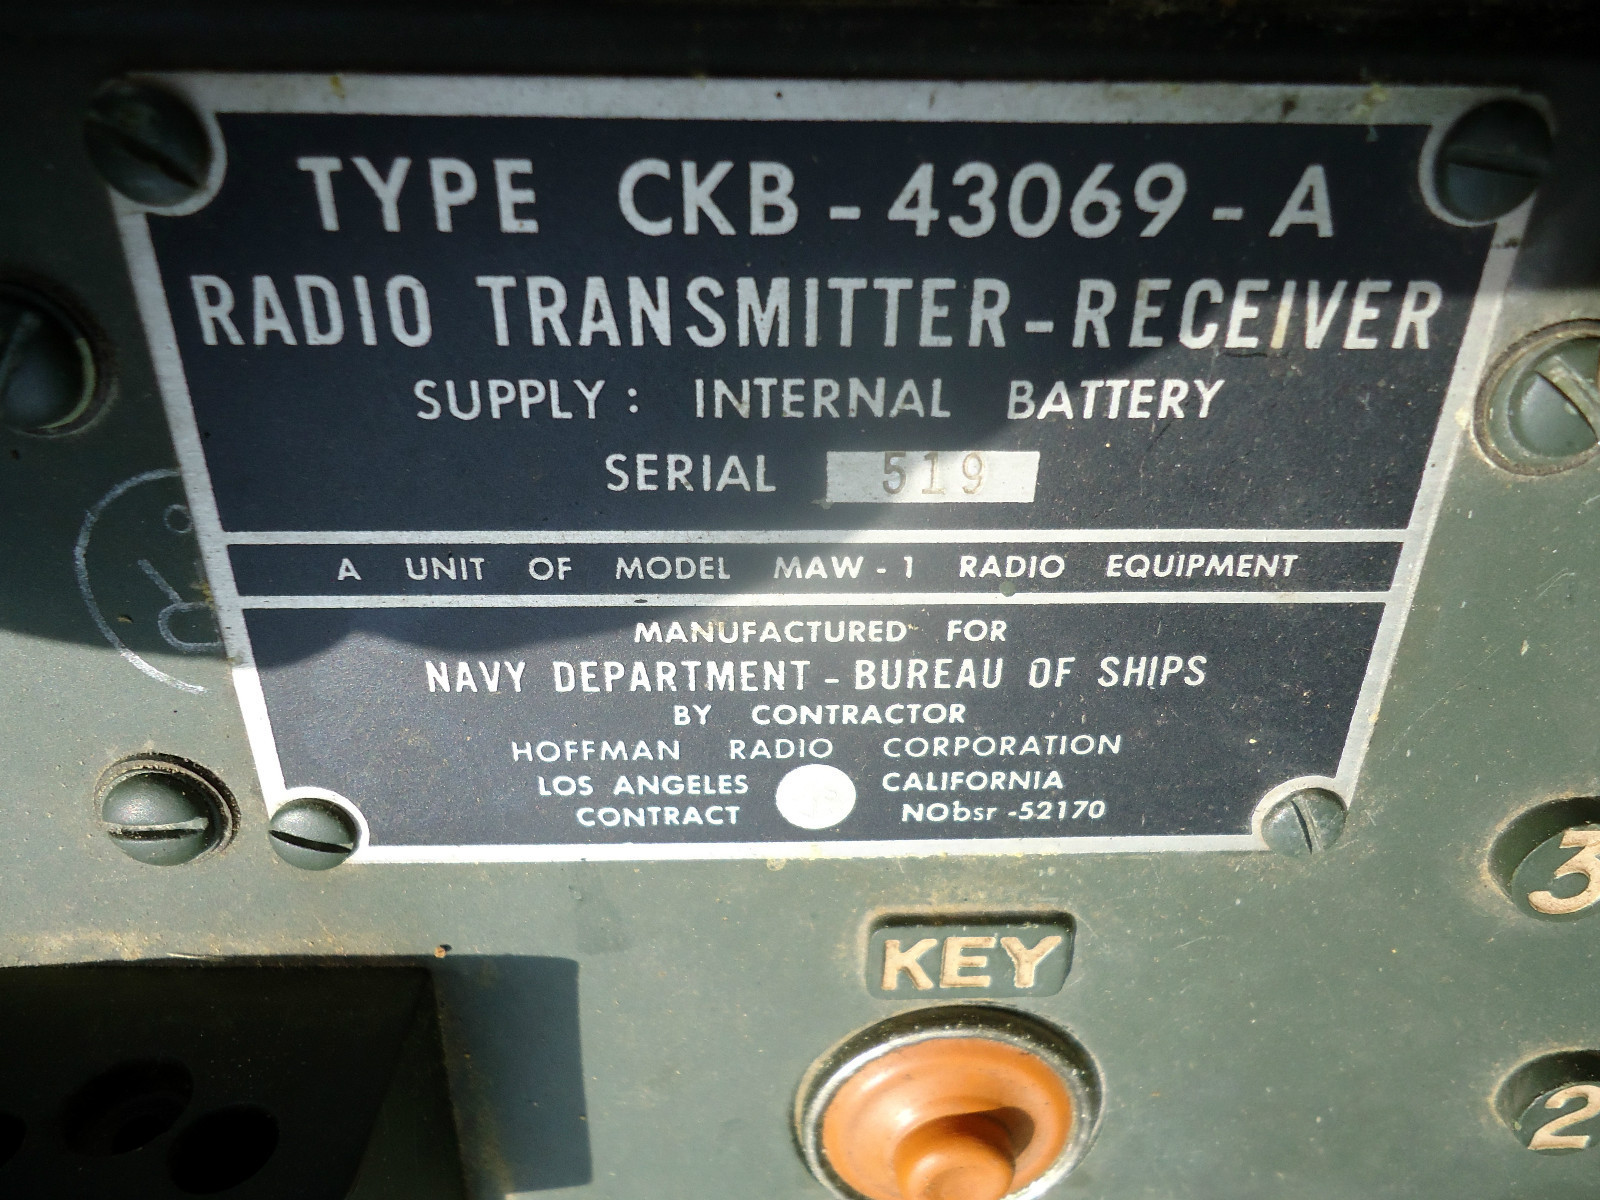 TYPE CKB - 43069 - A
RADIO TRANSMITTER - RECEIVER
SUPPLY : INTERNAL BATTERY
SERIAL 519
A UNIT OF MODEL MAW - 1 RADIO EQUIPMENT
MANUFACTURED FOR
NAVY DEPARTMENT - BUREAU OF SHIPS
BY CONTRACTOR
HOFFMAN RADIO CORPORATION
LOS ANGELES CALIFORNIA
CONTRACT NObsr -52170
3
KEY
2